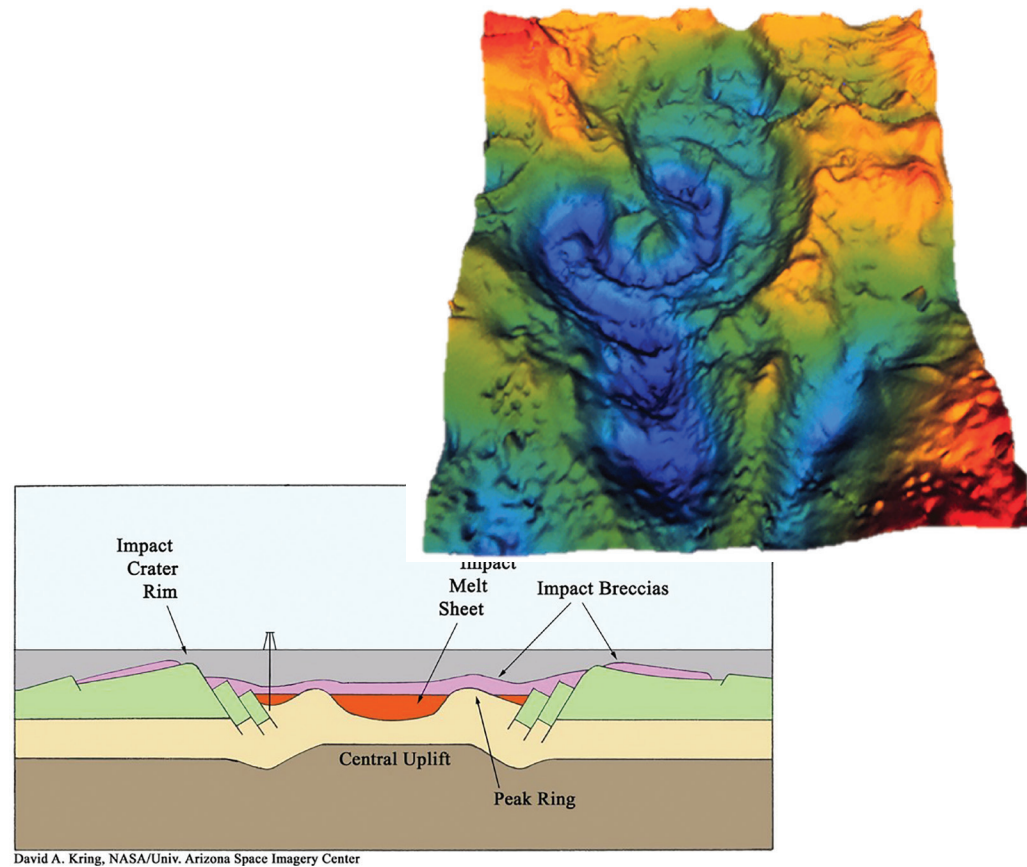 Impact
Crater
Rim
Impact
Melt
Sheet
Impact Breccias
Central Uplift
Peak Ring
David A. Kring, NASA/Univ. Arizona Space Imagery Center